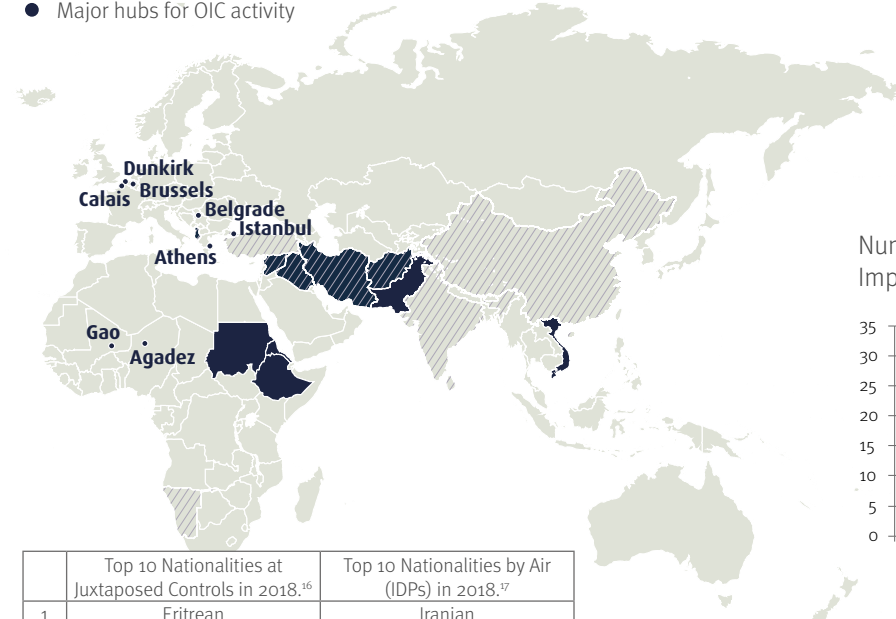 Major hubs for OIC activity
Dunkirk
Calais
Brussels
Belgrade
Istanbul
Athens
Gao
Agadez
Top 10 Nationalities at
Juxtaposed Controls in 2018.¹⁶
Top 10 Nationalities by Air
(IDPs) in 2018.¹⁷
1
Eritrean
Iranian
Num
Imp
35
30
25
20
15
10
5
0